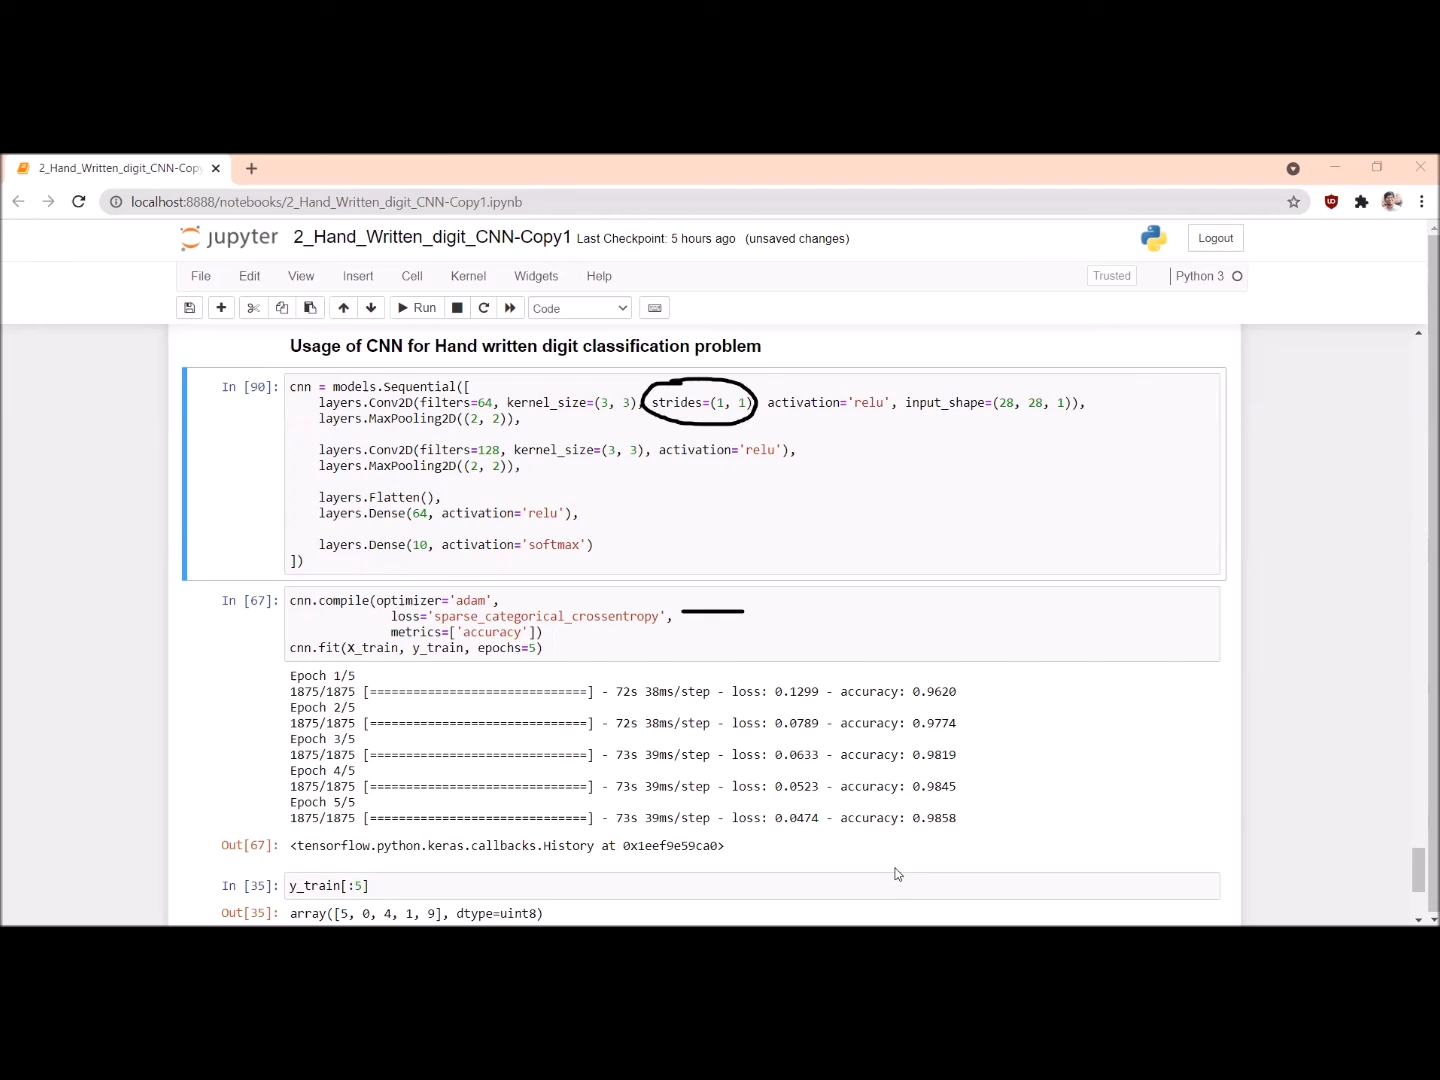 2_Hand_Written_digit_CNN-Copy
localhost:8888/notebooks/2_Hand_Written_digit_CNN-Copy1.ipynb
jupyter 2_Hand_Written_digit_CNN-Copy1 Last Checkpoint: 5 hours ago (unsaved changes) Logout
File Edit View Insert Cell Kernel Widgets Help Trusted Python 3
Run Code
Usage of CNN for Hand written digit classification problem
In [90]: cnn = models.Sequential([
layers.Conv2D(filters=64, kernel_size=(3, 3), strides=(1, 1) activation='relu', input_shape=(28, 28, 1)),
layers.MaxPooling2D((2, 2)),
layers.Conv2D(filters=128, kernel_size=(3, 3), activation='relu'),
layers.MaxPooling2D((2, 2)),
layers.Flatten(),
layers.Dense(64, activation='relu'),
layers.Dense(10, activation='softmax')
])
In [67]: cnn.compile(optimizer='adam',
loss='sparse_categorical_crossentropy',
metrics=['accuracy'])
cnn.fit(X_train, y_train, epochs=5)
Epoch 1/5
1875/1875 [==============================] - 72s 38ms/step - loss: 0.1299 - accuracy: 0.9620
Epoch 2/5
1875/1875 [==============================] - 72s 38ms/step - loss: 0.0789 - accuracy: 0.9774
Epoch 3/5
1875/1875 [==============================] - 73s 39ms/step - loss: 0.0633 - accuracy: 0.9819
Epoch 4/5
1875/1875 [==============================] - 73s 39ms/step - loss: 0.0523 - accuracy: 0.9845
Epoch 5/5
1875/1875 [==============================] - 73s 39ms/step - loss: 0.0474 - accuracy: 0.9858
Out[67]: <tensorflow.python.keras.callbacks.History at 0x1eef9e59ca0>
In [35]: y_train[:5]
Out[35]: array([5, 0, 4, 1, 9], dtype=uint8)